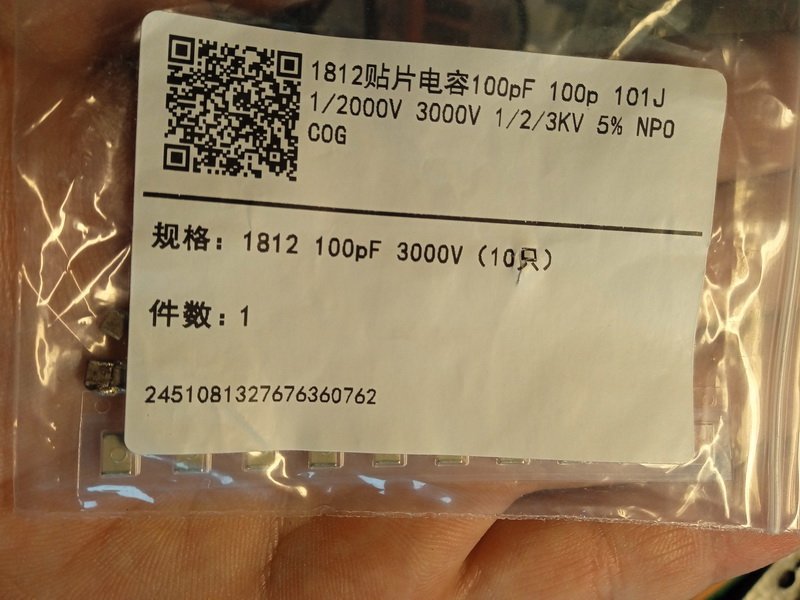 1812贴片电容100pF 100p 101J
1/2000V 3000V 1/2/3KV 5% NPO
COG
规格: 1812 100pF 3000V (10只)
件数: 1
2451081327676360762